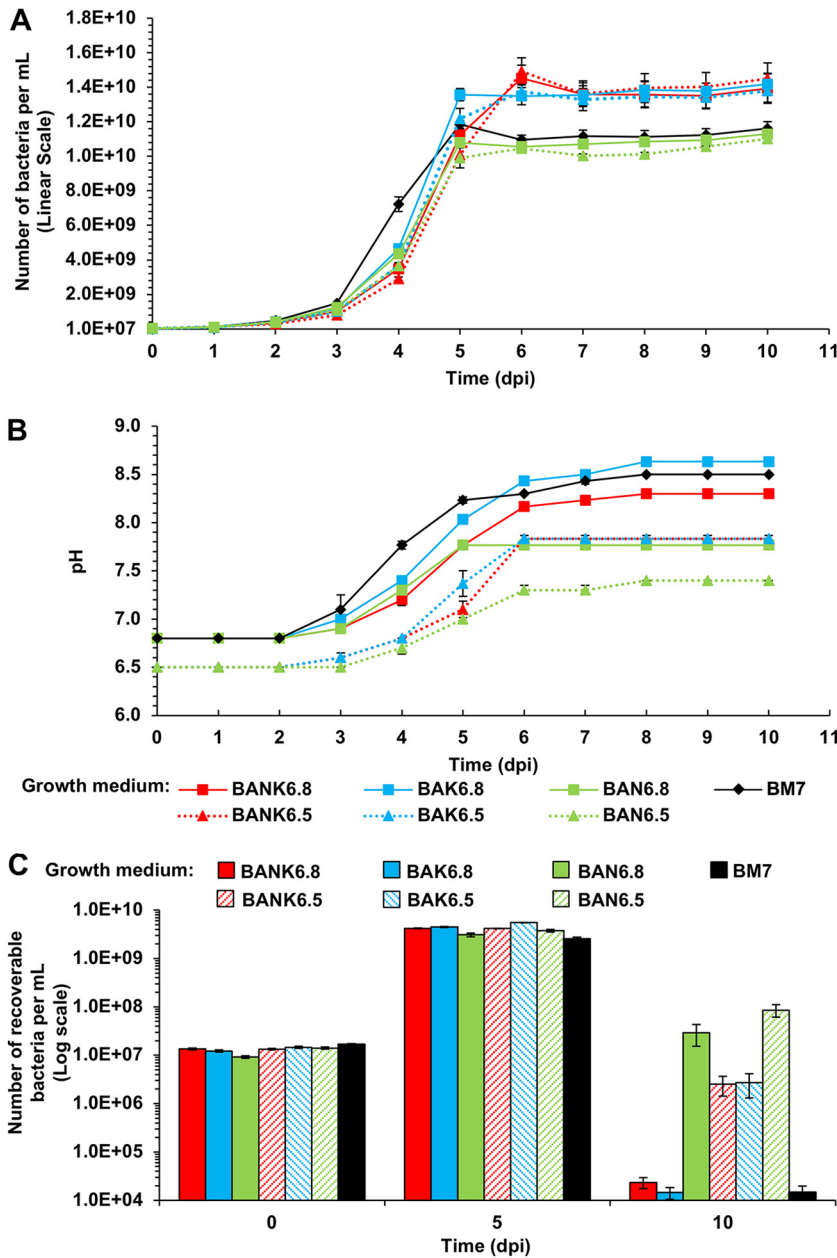 A
Number of bacteria per mL
(Linear Scale)
1.8E+10
1.6E+10
1.4E+10
1.2E+10
1.0E+10
8.0E+09
6.0E+09
4.0E+09
2.0E+09
1.0E+07
0 1 2 3 4 5 6 7 8 9 10 11
Time (dpi)
B
pH
9.0
8.5
8.0
7.5
7.0
6.5
6.0
0 1 2 3 4 5 6 7 8 9 10 11
Time (dpi)
Growth medium: BANK6.8 BAK6.8 BAN6.8 BM7
BANK6.5 BAK6.5 BAN6.5
C
Growth medium: BANK6.8 BAK6.8 BAN6.8 BM7
BANK6.5 BAK6.5 BAN6.5
Number of recoverable
bacteria per mL
(Log scale)
1.0E+10
1.0E+09
1.0E+08
1.0E+07
1.0E+06
1.0E+05
1.0E+04
0 5 10
Time (dpi)